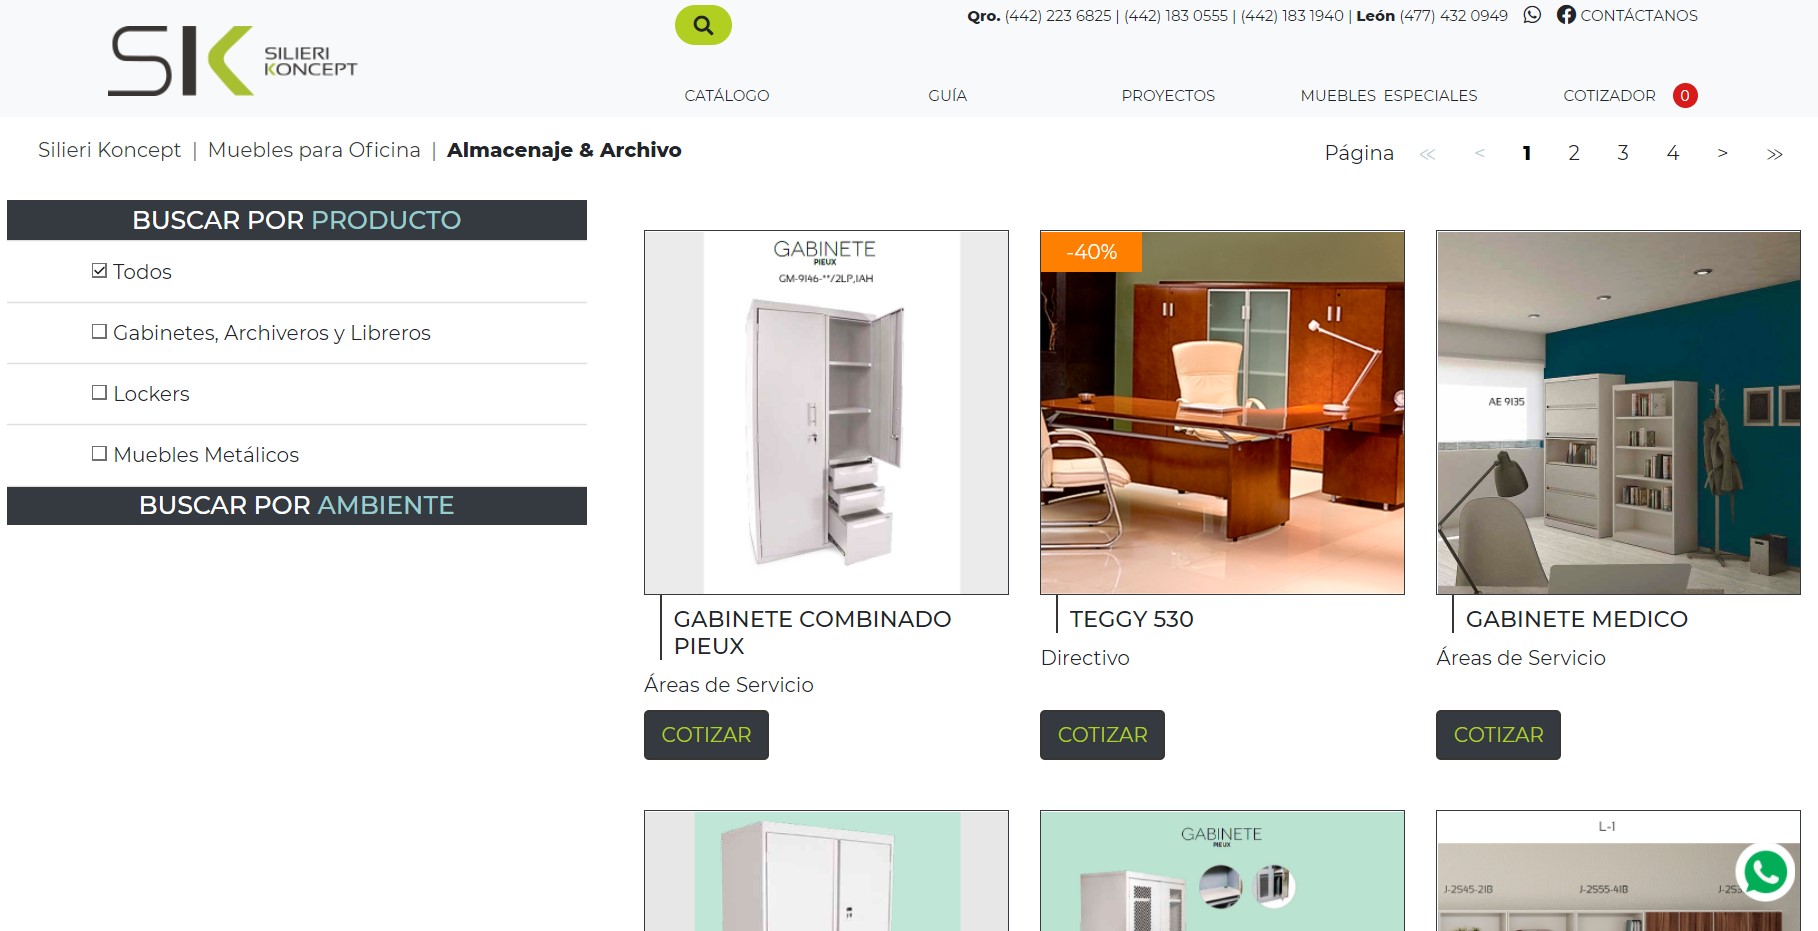 SK SILIERI KONCEPT
Qro. (442) 223 6825 | (442) 183 0555 | (442) 183 1940 | León (477) 432 0949 CONTÁCTANOS
CATÁLOGO GUÍA PROYECTOS MUEBLES ESPECIALES COTIZADOR 0
Silieri Koncept | Muebles para Oficina | Almacenaje & Archivo
Página << < 1 2 3 4 > >>
BUSCAR POR PRODUCTO
Todos
Gabinetes, Archiveros y Libreros
Lockers
Muebles Metálicos
BUSCAR POR AMBIENTE
GABINETE
PIEUX
GM-9146-**/2LP,1AH
GABINETE COMBINADO
PIEUX
Áreas de Servicio
COTIZAR
-40%
TEGGY 530
Directivo
COTIZAR
AE 9135
GABINETE MEDICO
Áreas de Servicio
COTIZAR
GABINETE
PIEUX
L-1
J-2S45-21B J-2S55-41B